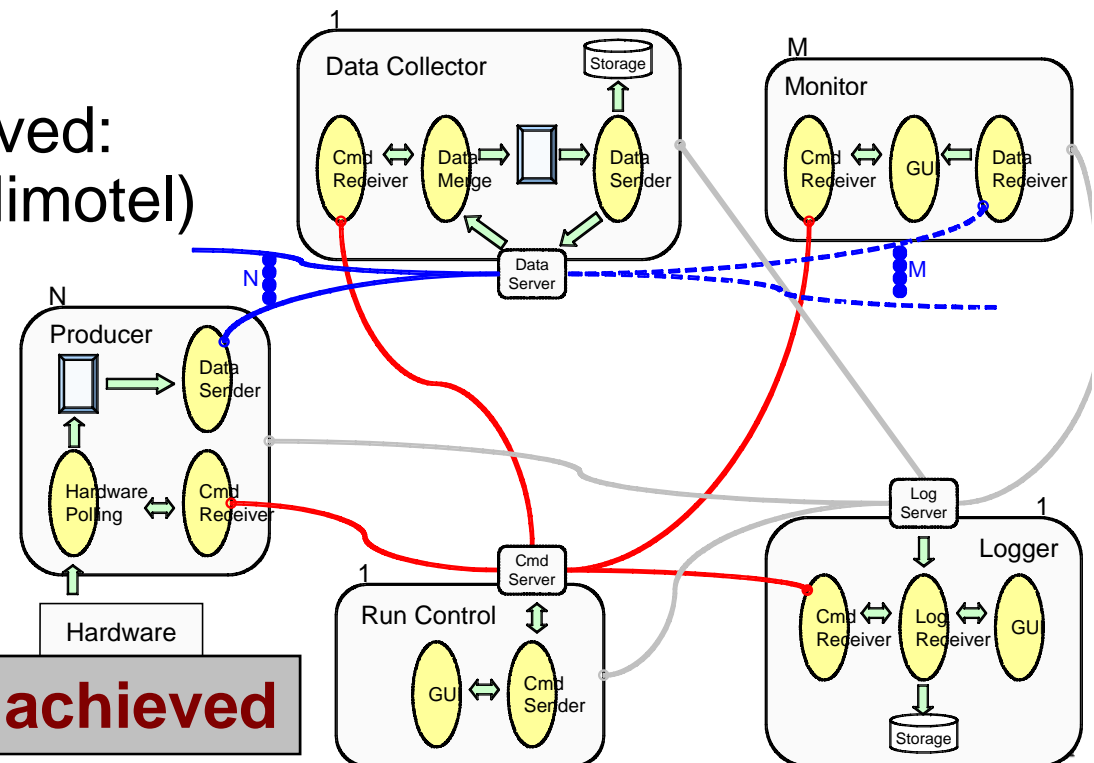 ved:
limotel)
1
Data Collector
Storage
Cmd
Receiver
Data
Merge
Data
Sender
Data
Server
M
Monitor
Cmd
Receiver
GUI
Data
Receiver
N
M
N
Producer
Data
Sender
Hardware
Polling
Cmd
Receiver
Hardware
achieved
1
Run Control
Cmd
Server
GUI
Cmd
Sender
Log
Server
1
Logger
Cmd
Receiver
Log
Receiver
GUI
Storage